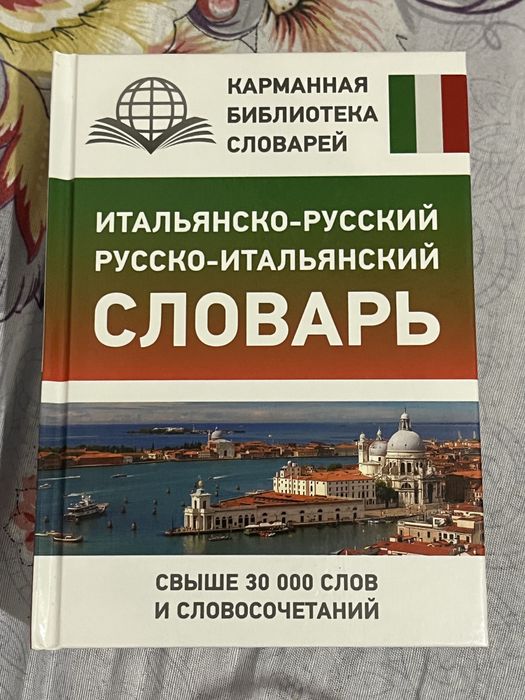 КАРМАННАЯ
БИБЛИОТЕКА
СЛОВАРЕЙ
ИТАЛЬЯНСКО-РУССКИЙ
РУССКО-ИТАЛЬЯНСКИЙ
СЛОВАРЬ
СВЫШЕ 30 000 СЛОВ
И СЛОВОСОЧЕТАНИЙ